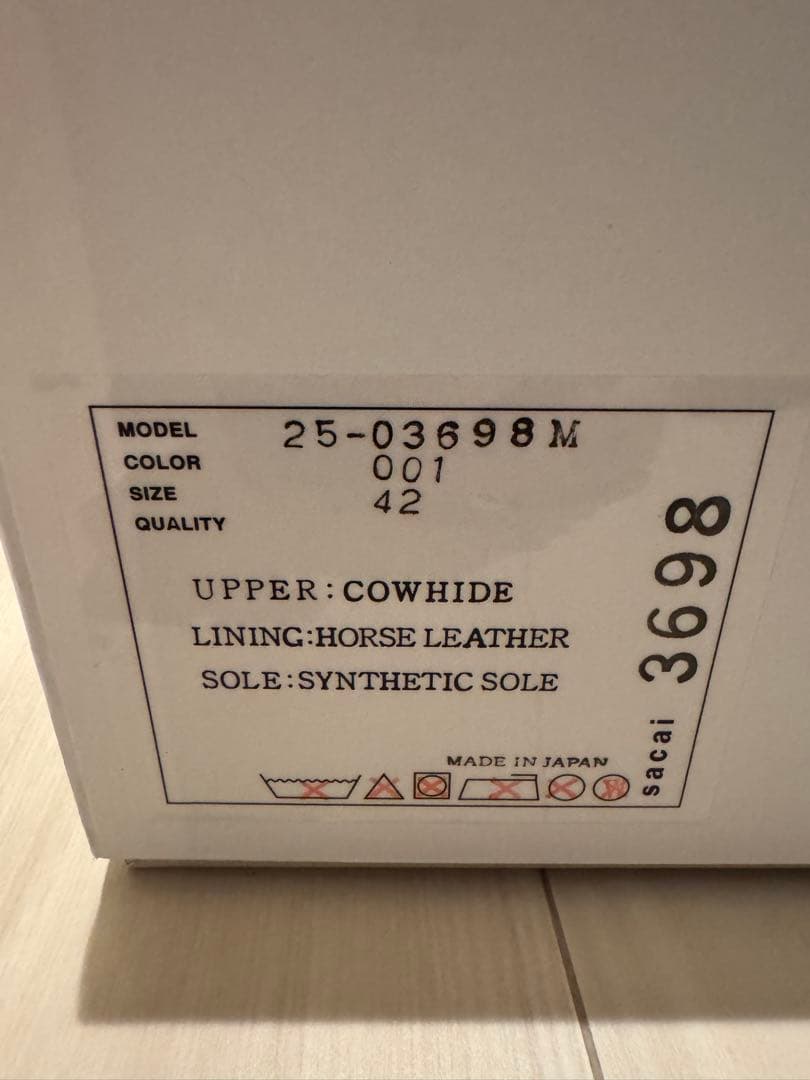 MODEL 25-03698M
COLOR 001
SIZE 42
QUALITY
UPPER:COWHIDE
LINING:HORSE LEATHER
SOLE:SYNTHETIC SOLE
MADE IN JAPAN
sacai 3698